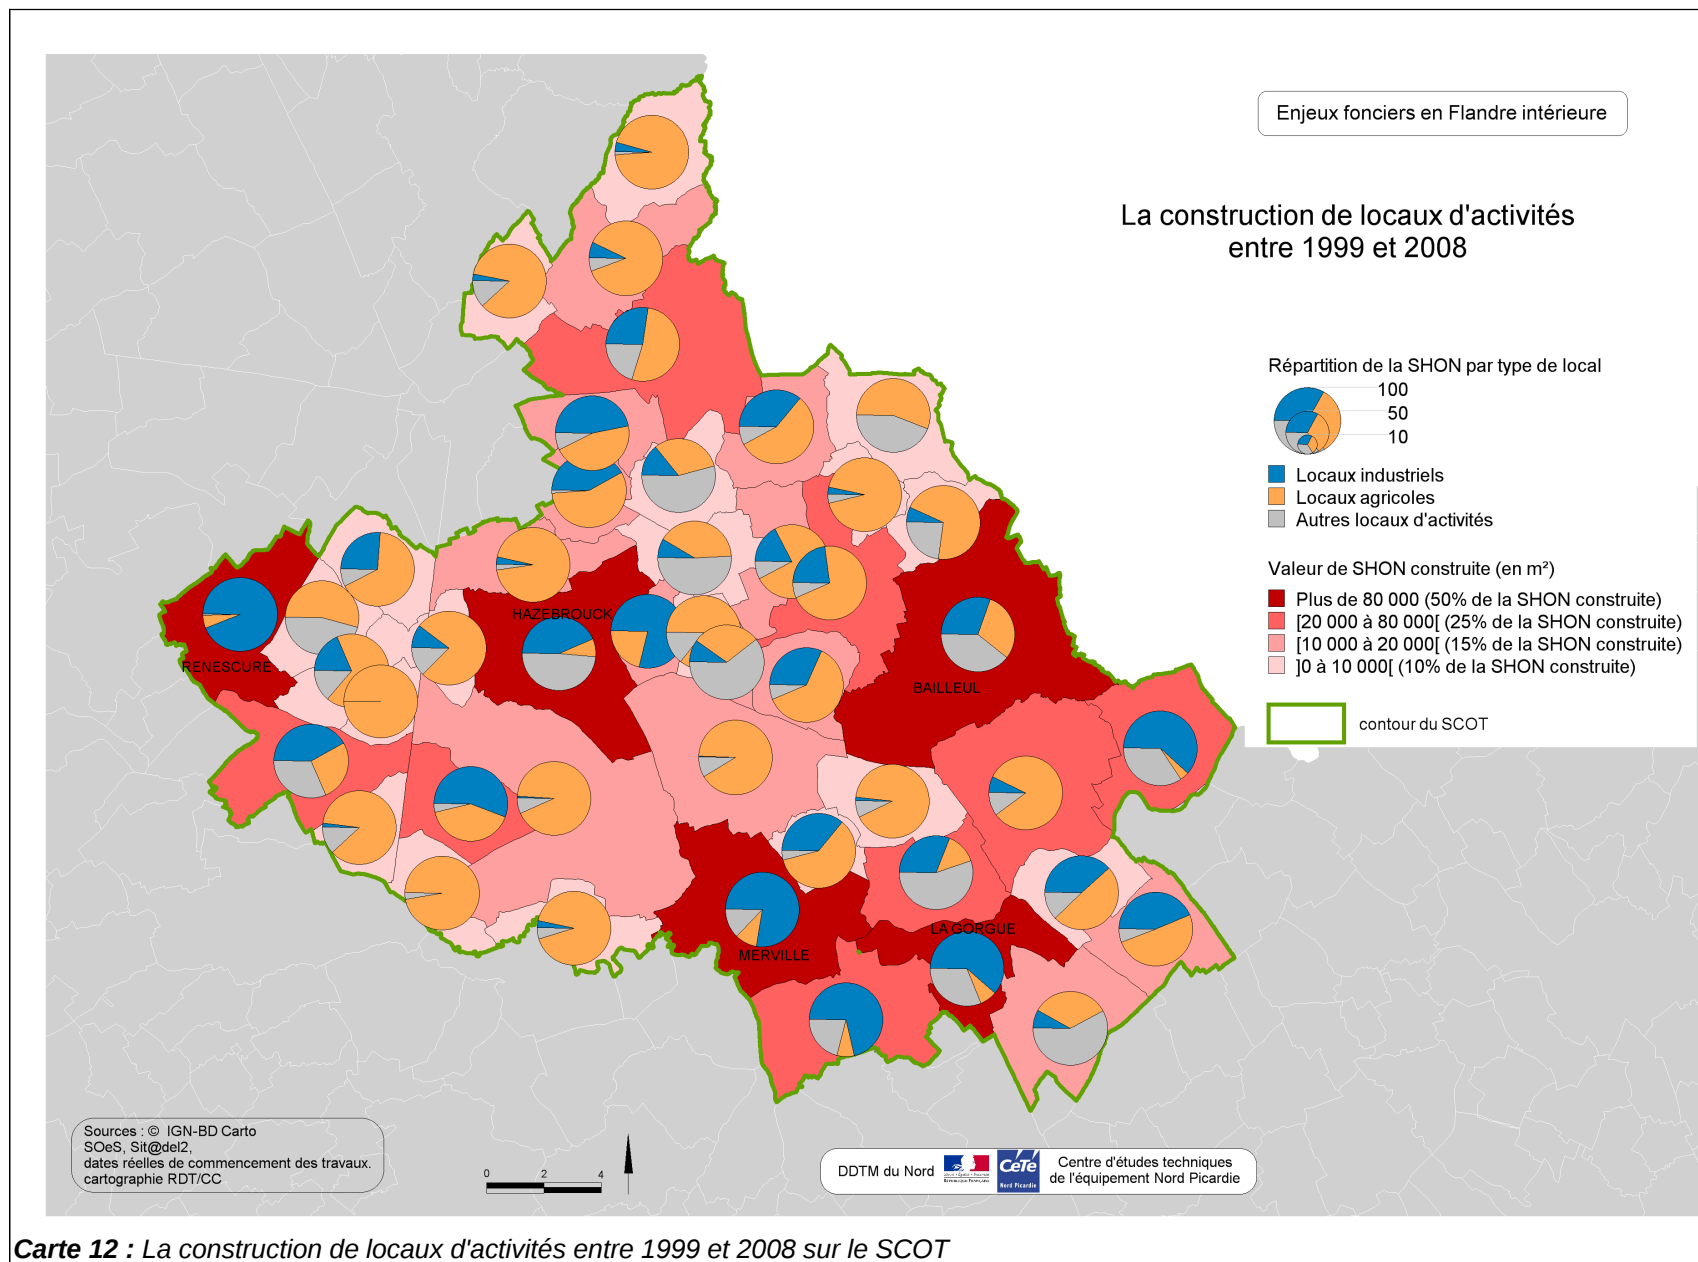 Enjeux fonciers en Flandre intérieure
La construction de locaux d'activités
entre 1999 et 2008
Répartition de la SHON par type de local
100
50
10
Locaux industriels
Locaux agricoles
Autres locaux d'activités
Valeur de SHON construite (en m²)
Plus de 80 000 (50% de la SHON construite)
[20 000 à 80 000[ (25% de la SHON construite)
[10 000 à 20 000[ (15% de la SHON construite)
]0 à 10 000[ (10% de la SHON construite)
contour du SCOT
HAZEBROUCK
RENESCURE
BAILLEUL
LA GORGUE
MERVILLE
Sources : © IGN-BD Carto
SOeS, Sit@del2,
dates réelles de commencement des travaux.
cartographie RDT/CC
0 2 4
DDTM du Nord
CeTe
Nord Picardie
Centre d'études techniques
de l'équipement Nord Picardie
Carte 12 : La construction de locaux d'activités entre 1999 et 2008 sur le SCOT